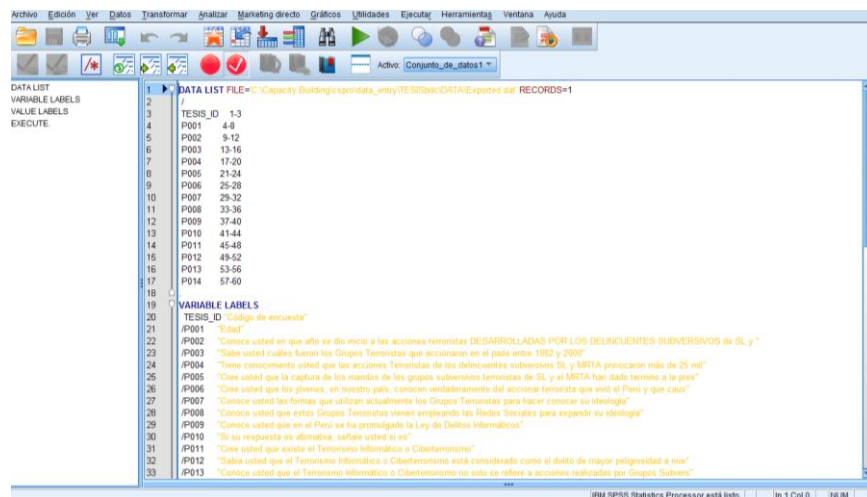 Archivo Edición Ver Datos Transformar Analizar Marketing directo Gráficos Utilidades Ejecutar Herramientas Ventana Ayuda
Activo: Conjunto_de_datos1
DATA LIST
VARIABLE LABELS
VALUE LABELS
EXECUTE.
1 DATA LIST FILE='C:\Capacity Building\cspro\data_entry\TESISbdc\DATA\Exported.dat' RECORDS=1
2 /
3 TESIS_ID 1-3
4 P001 4-8
5 P002 9-12
6 P003 13-16
7 P004 17-20
8 P005 21-24
9 P006 25-28
10 P007 29-32
11 P008 33-36
12 P009 37-40
13 P010 41-44
14 P011 45-48
15 P012 49-52
16 P013 53-56
17 P014 57-60
18 .
19 VARIABLE LABELS
20 TESIS_ID "Código de encuesta"
21 /P001 "Edad"
22 /P002 "Conoce usted en que año se dio inicio a las acciones terroristas DESARROLLADAS POR LOS DELINCUENTES SUBVERSIVOS de SL y "
23 /P003 "Sabe usted cuáles fueron los Grupos Terroristas que accionaron en el país entre 1982 y 2000"
24 /P004 "Tiene conocimiento usted que las acciones Terroristas de los delincuentes subversivos SL y MRTA provocaron más de 25 mil"
25 /P005 "Cree usted que la captura de los mandos de los grupos subversivos terroristas de SL y el MRTA han dado termino a la pres"
26 /P006 "Cree usted que los jóvenes, en nuestro país, conocen verdaderamente del accionar terrorista que vivió el Perú y que caus"
27 /P007 "Conoce usted las formas que utilizan actualmente los Grupos Terroristas para hacer conocer su ideología"
28 /P008 "Conoce usted que estos Grupos Terroristas vienen empleando las Redes Sociales para expandir su ideología"
29 /P009 "Conoce usted que en el Perú se ha promulgado la Ley de Delitos Informáticos"
30 /P010 "Si su respuesta es afirmativa, señale usted si es"
31 /P011 "Cree usted que existe el Terrorismo Informático o Ciberterrorismo"
32 /P012 "Sabia usted que el Terrorismo Informático o Ciberterrorismo está considerado como el delito de mayor peligrosidad a nive"
33 /P013 "Conoce usted que el Terrorismo Informático o Ciberterrorismo no solo se refiere a acciones realizadas por Grupos Subvers"
IBM SPSS Statistics Processor está listo In 1 Col 0 NUM